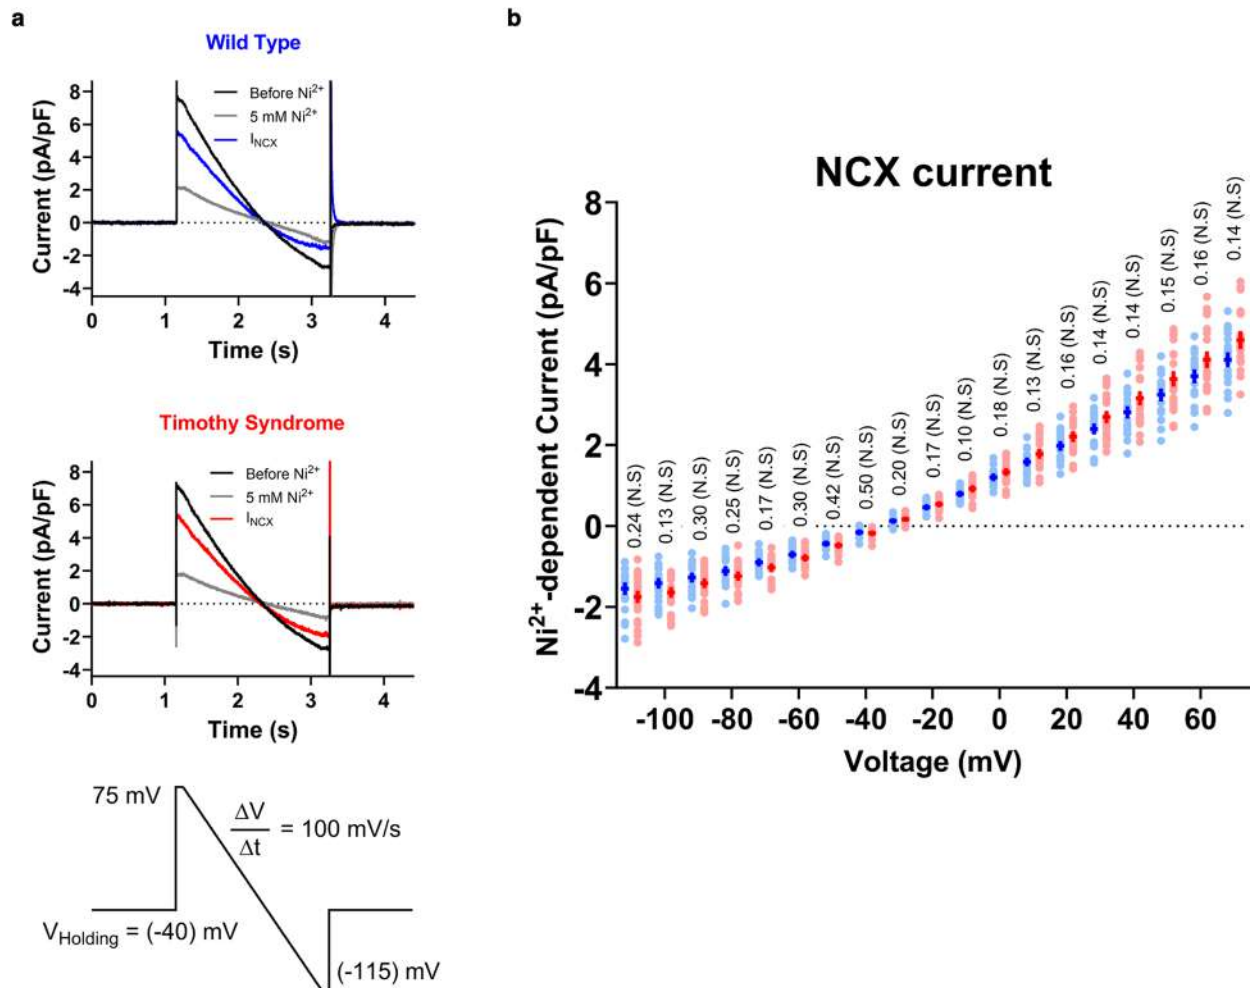 a
Wild Type
Before Ni²⁺
5 mM Ni²⁺
I_NCX
Current (pA/pF)
8
6
4
2
0
-2
-4
0 1 2 3 4
Time (s)
Timothy Syndrome
Before Ni²⁺
5 mM Ni²⁺
I_NCX
Current (pA/pF)
8
6
4
2
0
-2
-4
0 1 2 3 4
Time (s)
75 mV
ΔV
Δt
= 100 mV/s
V_Holding = (-40) mV
(-115) mV
b
NCX current
Ni²⁺-dependent Current (pA/pF)
8
6
4
2
0
-2
-4
0.24 (N.S)
0.13 (N.S)
0.30 (N.S)
0.25 (N.S)
0.17 (N.S)
0.30 (N.S)
0.42 (N.S)
0.50 (N.S)
0.20 (N.S)
0.17 (N.S)
0.10 (N.S)
0.18 (N.S)
0.13 (N.S)
0.16 (N.S)
0.14 (N.S)
0.14 (N.S)
0.15 (N.S)
0.16 (N.S)
0.14 (N.S)
-100 -80 -60 -40 -20 0 20 40 60
Voltage (mV)